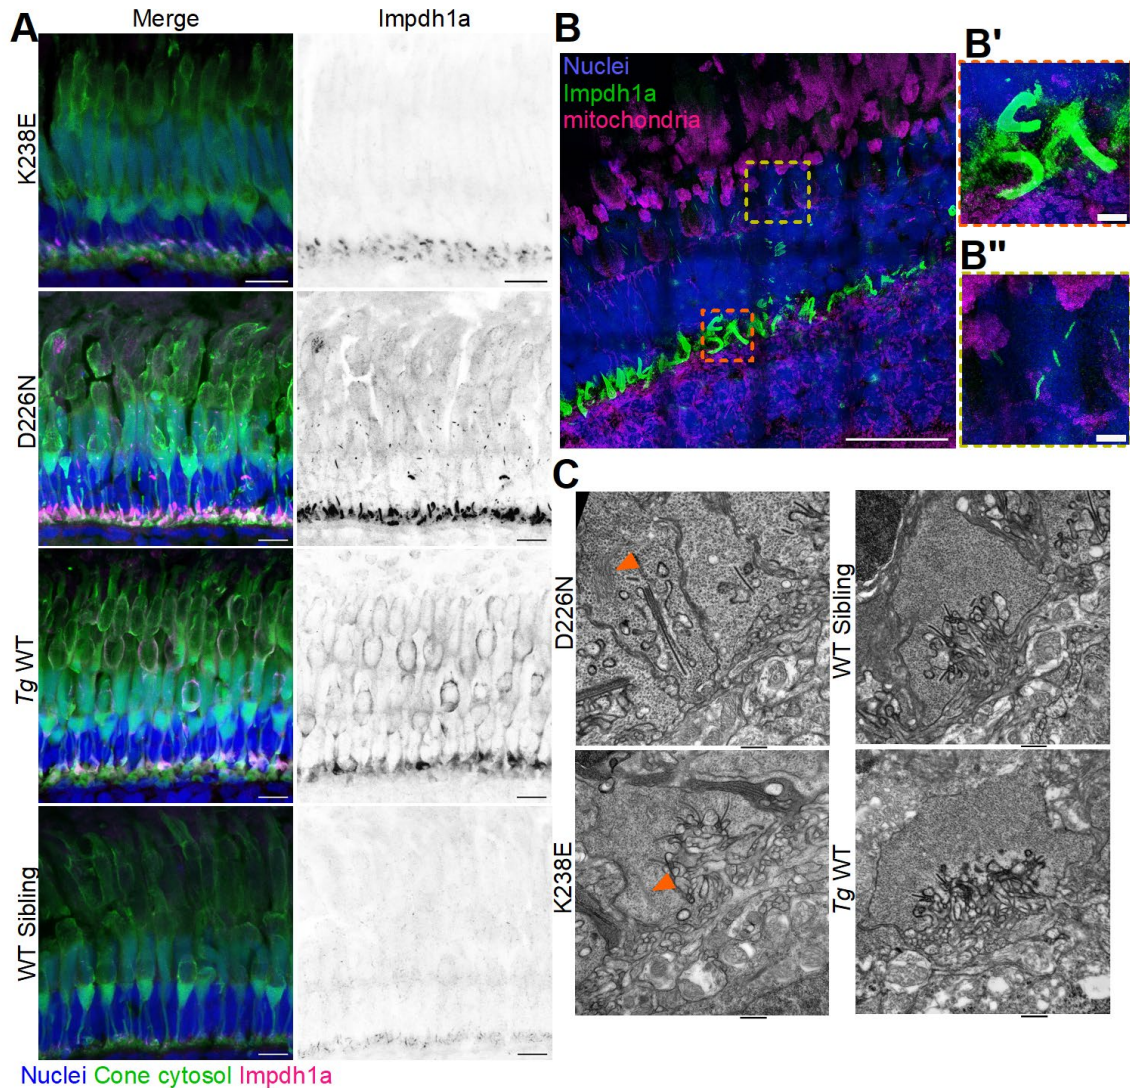 A
Merge
Impdh1a
K238E
D226N
Tg WT
WT Sibling
Nuclei Cone cytosol Impdh1a
B
Nuclei
Impdh1a
mitochondria
B'
B"
C
D226N
WT Sibling
K238E
Tg WT